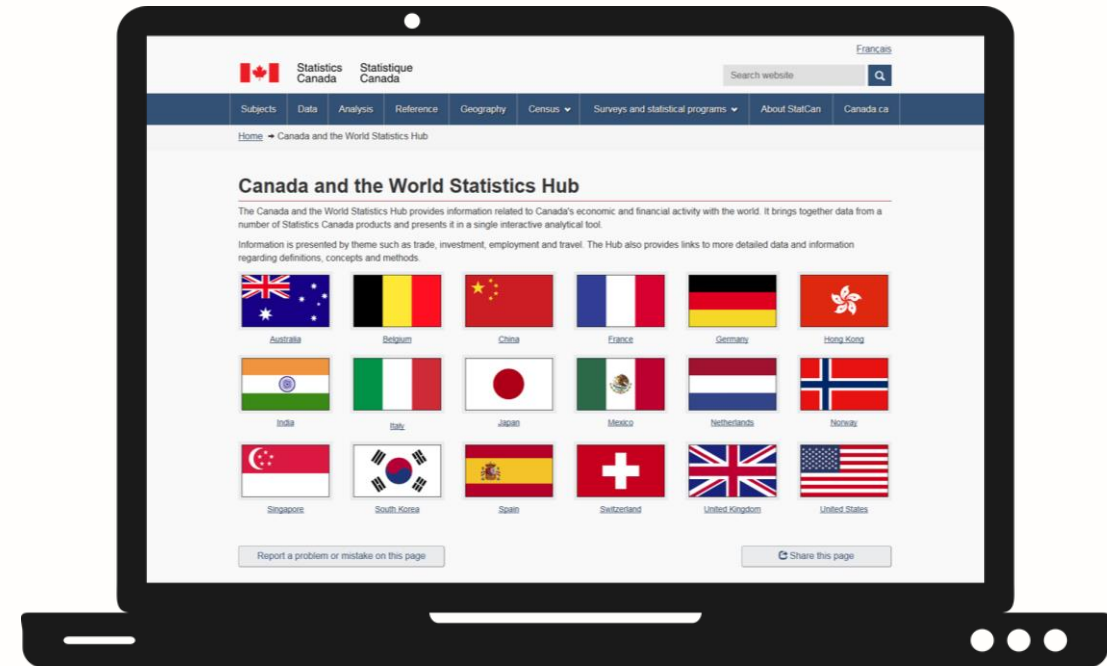 Français
Statistics Statistique
Canada Canada
Search website
Subjects Data Analysis Reference Geography Census Surveys and statistical programs About StatCan Canada.ca
Home ➔ Canada and the World Statistics Hub
Canada and the World Statistics Hub
The Canada and the World Statistics Hub provides information related to Canada's economic and financial activity with the world. It brings together data from a
number of Statistics Canada products and presents it in a single interactive analytical tool.
Information is presented by theme such as trade, investment, employment and travel. The Hub also provides links to more detailed data and information
regarding definitions, concepts and methods.
Australia Belgium China France Germany Hong Kong
India Italy Japan Mexico Netherlands Norway
Singapore South Korea Spain Switzerland United Kingdom United States
Report a problem or mistake on this page Share this page